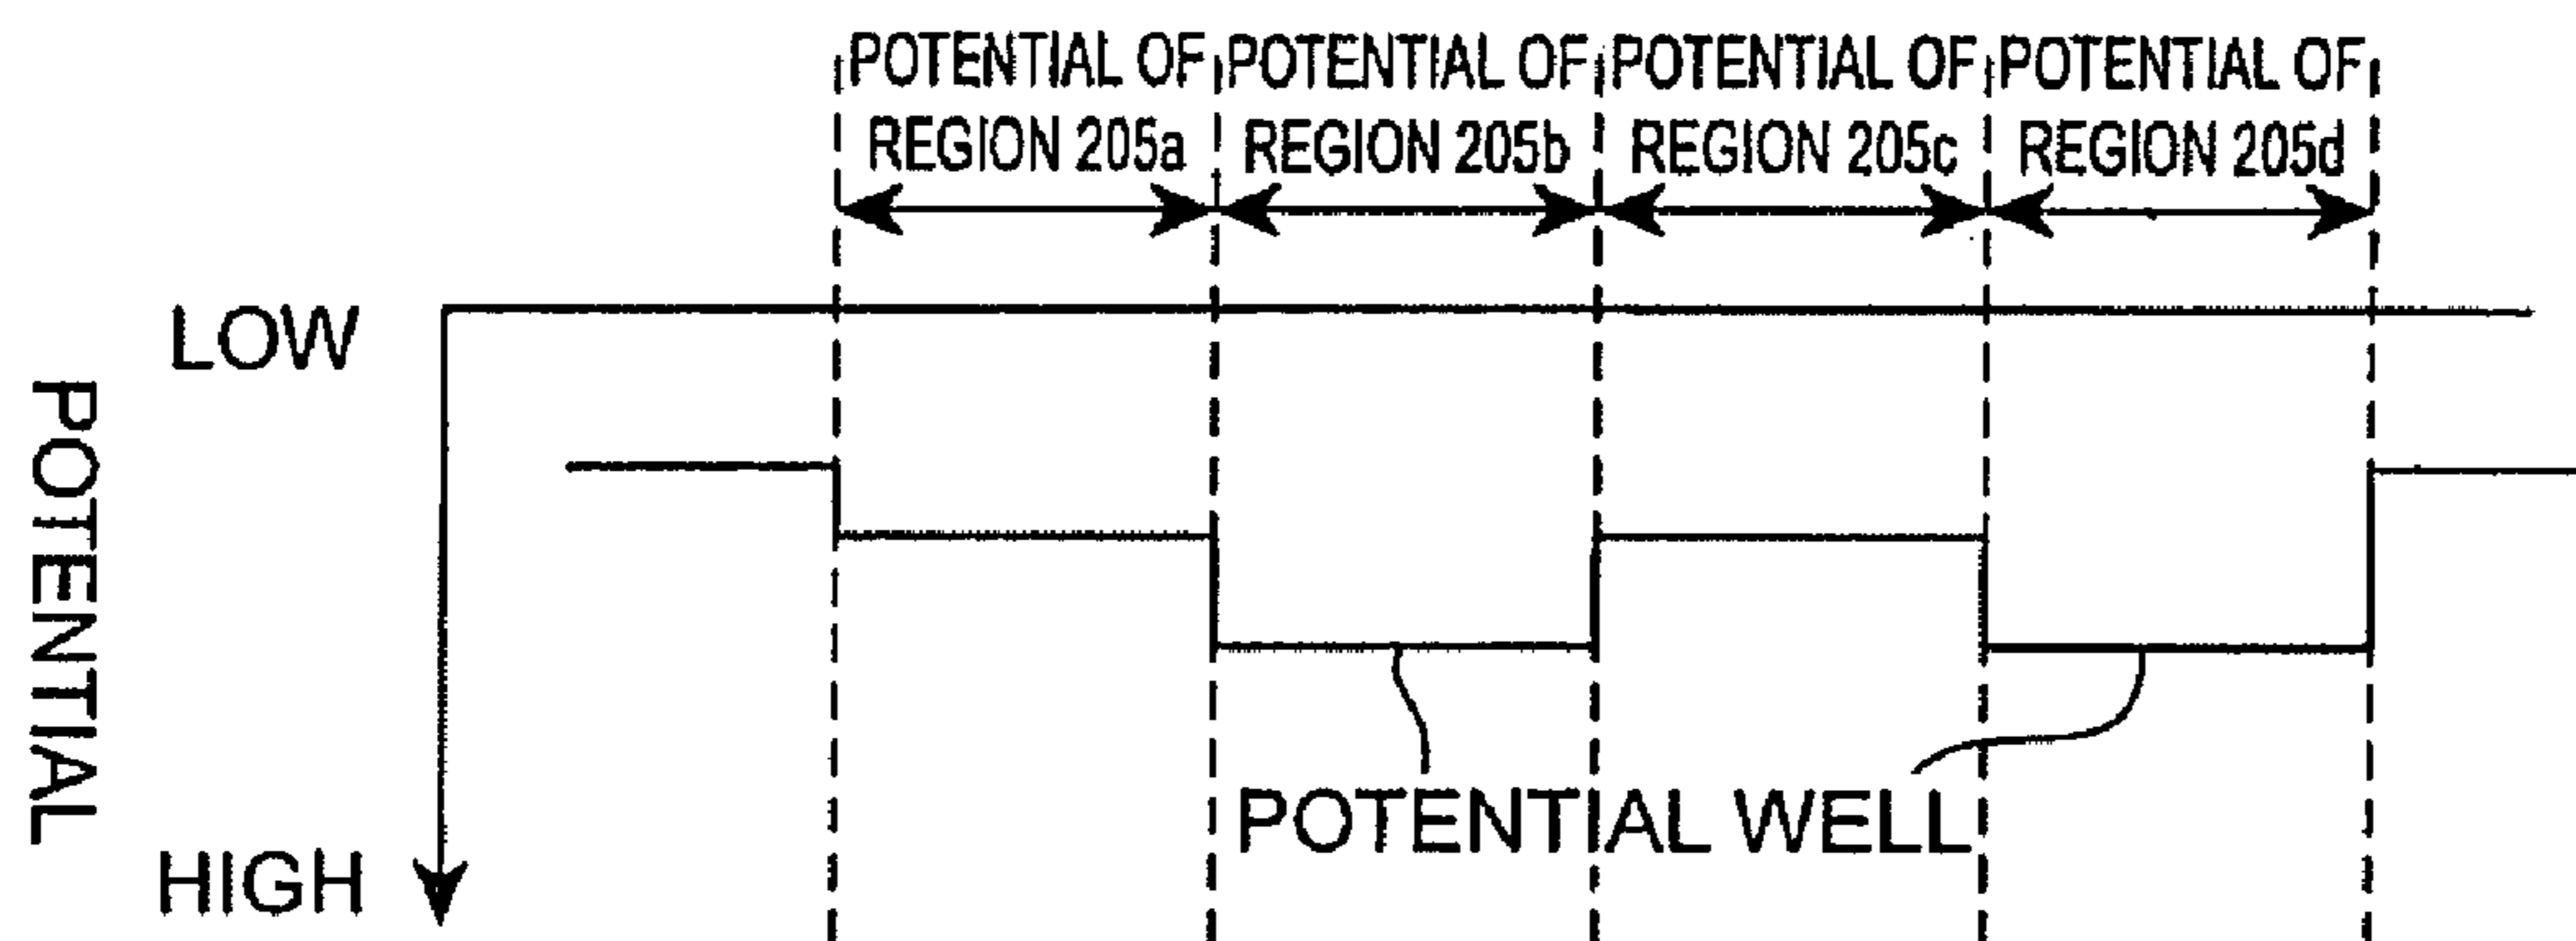 POTENTIAL OF
REGION 205a
POTENTIAL OF
REGION 205b
POTENTIAL OF
REGION 205c
POTENTIAL OF
REGION 205d
LOW
POTENTIAL
HIGH
POTENTIAL WELL